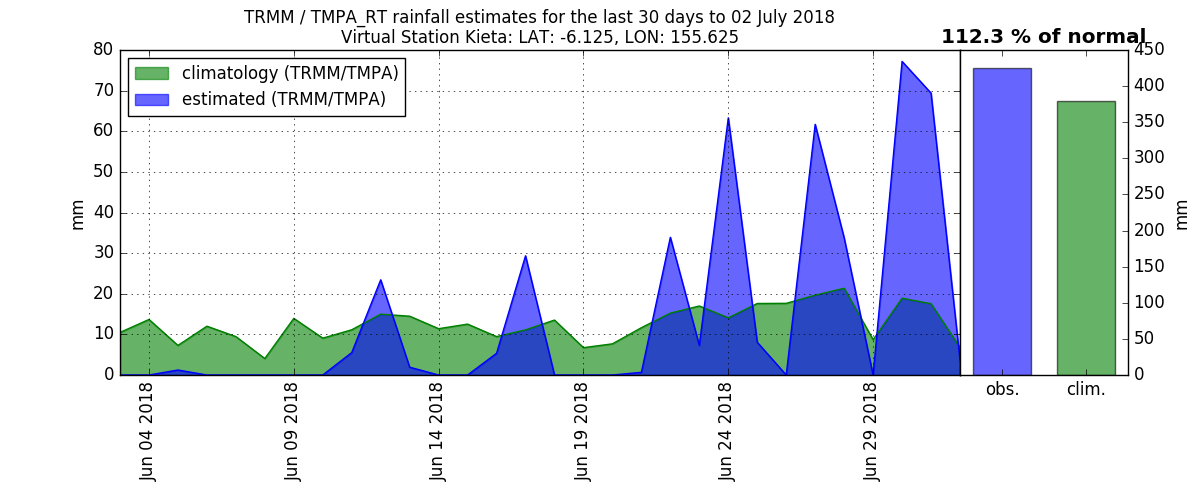 TRMM / TMPA_RT rainfall estimates for the last 30 days to 02 July 2018
Virtual Station Kieta: LAT: -6.125, LON: 155.625
112.3 % of normal
climatology (TRMM/TMPA)
estimated (TRMM/TMPA)
80
70
60
50
40
30
20
10
0
mm
Jun 04 2018
Jun 09 2018
Jun 14 2018
Jun 19 2018
Jun 24 2018
Jun 29 2018
450
400
350
300
250
200
150
100
50
0
mm
obs.
clim.